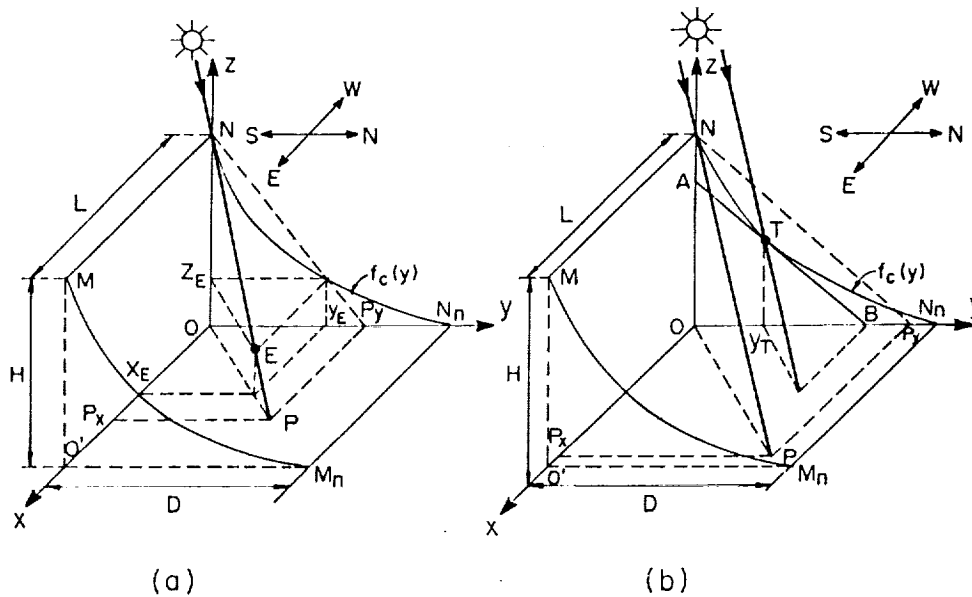 Z
W
N
S
N
E
L
M
Z_E
f_c(y)
O
y_E
P_y
N_n
y
E
X_E
H
P_x
P
O'
M_n
D
X
(a)
Z
W
N
S
N
A
E
L
T
M
f_c(y)
N_n
B
O
y_T
P_y
H
P_x
P
O'
M_n
D
X
(b)